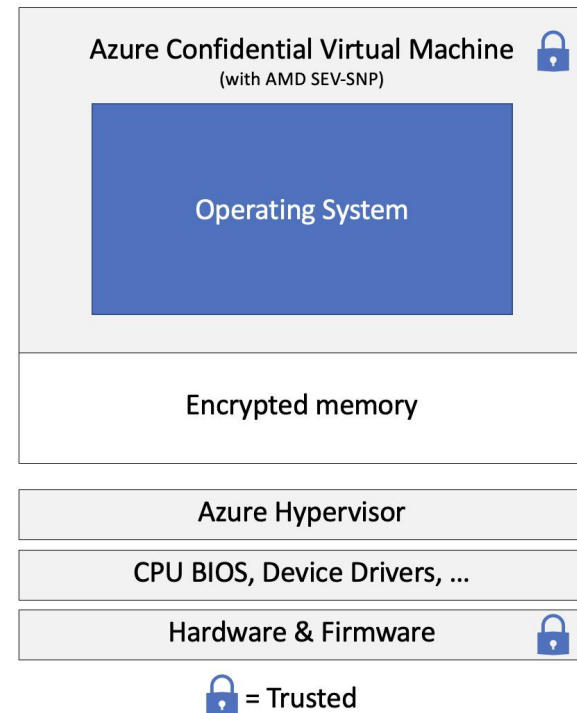 Azure Confidential Virtual Machine
(with AMD SEV-SNP)
Operating System
Encrypted memory
Azure Hypervisor
CPU BIOS, Device Drivers, ...
Hardware & Firmware
= Trusted